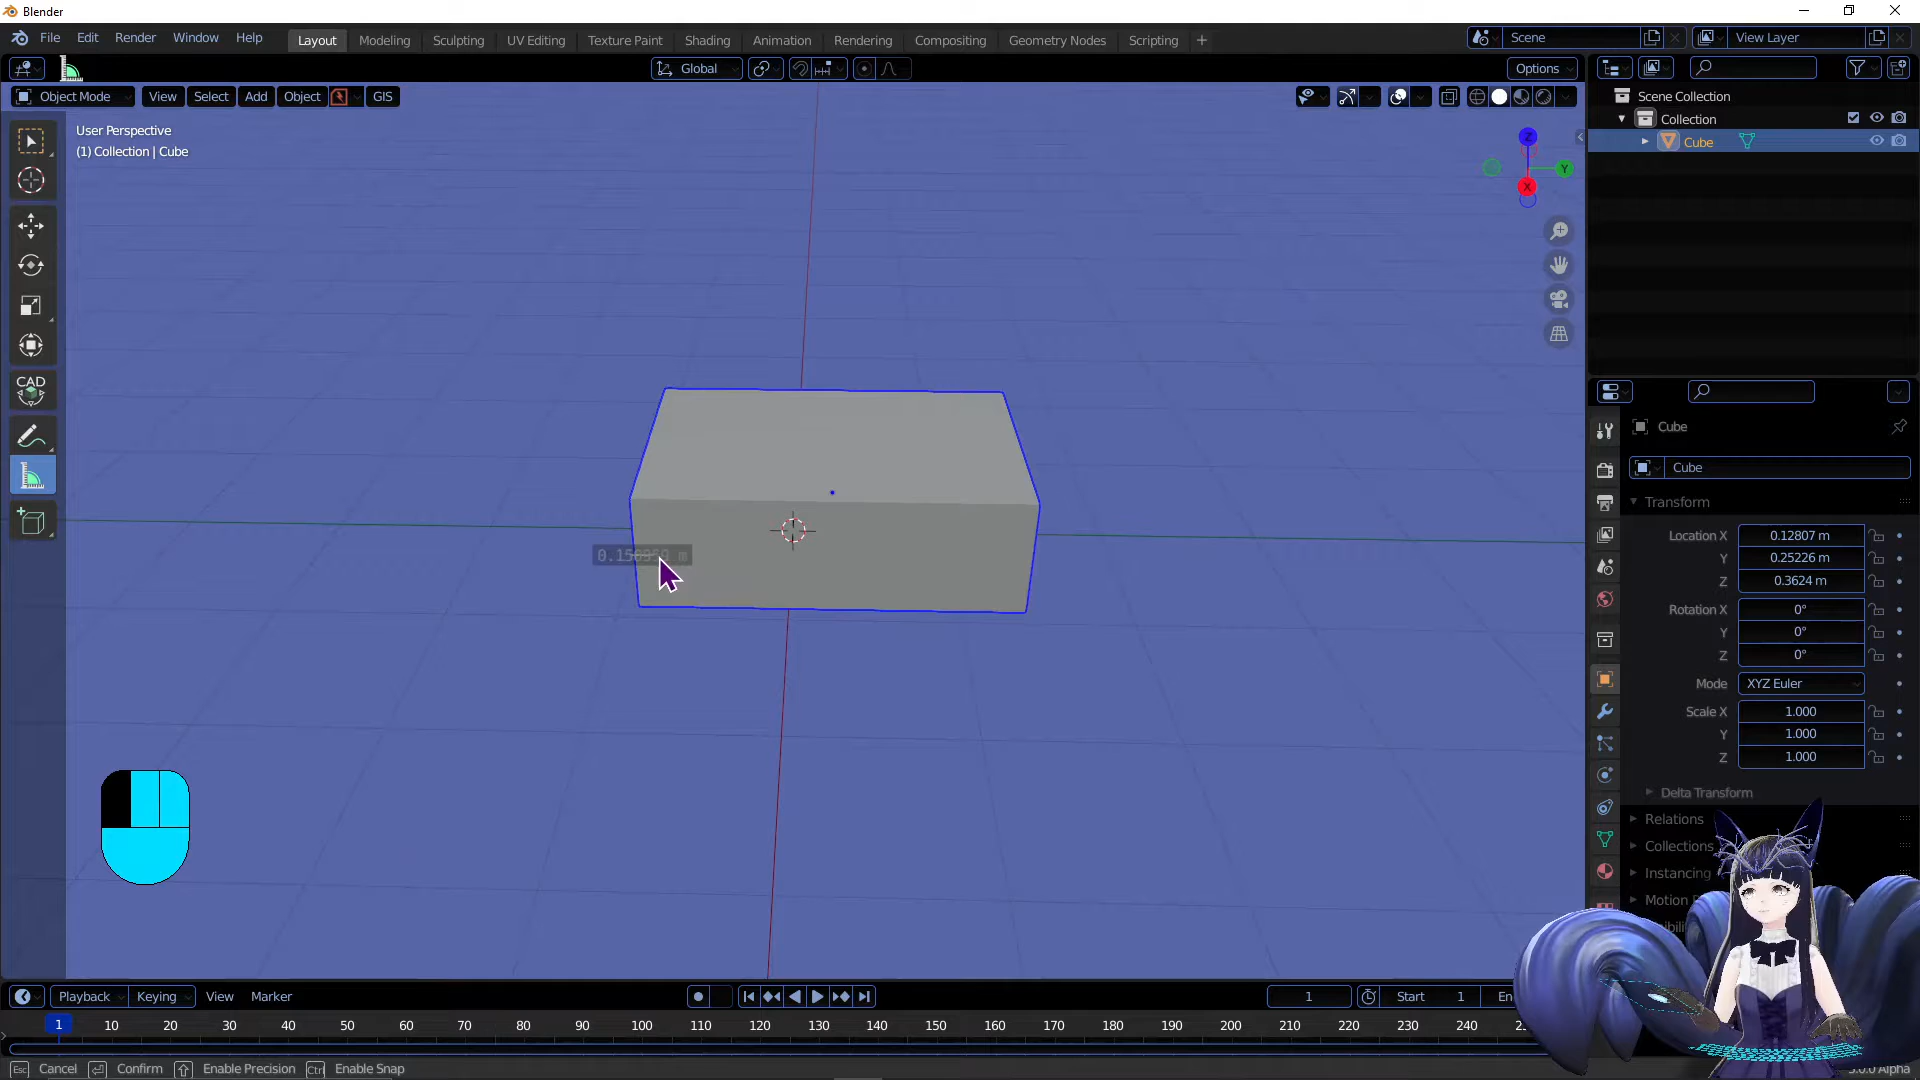 Blender
File Edit Render Window Help
Layout Modeling Sculpting UV Editing Texture Paint Shading Animation Rendering Compositing Geometry Nodes Scripting +
Scene
View Layer
Global
Options
Object Mode View Select Add Object GIS
User Perspective
(1) Collection | Cube
Z
Y
X
CAD
Scene Collection
Collection
Cube
Cube
Cube
Transform
Location X 0.12807 m
Y 0.25226 m
Z 0.3624 m
Rotation X 0°
Y 0°
Z 0°
Mode XYZ Euler
Scale X 1.000
Y 1.000
Z 1.000
Delta Transform
Relations
Collections
Instancing
Playback Keying View Marker
1
Start 1
1 10 20 30 40 50 60 70 80 90 100 110 120 130 140 150 160 170 180 190 200 210 220 230 240
Esc Cancel Confirm Enable Precision Ctrl Enable Snap
Alpha